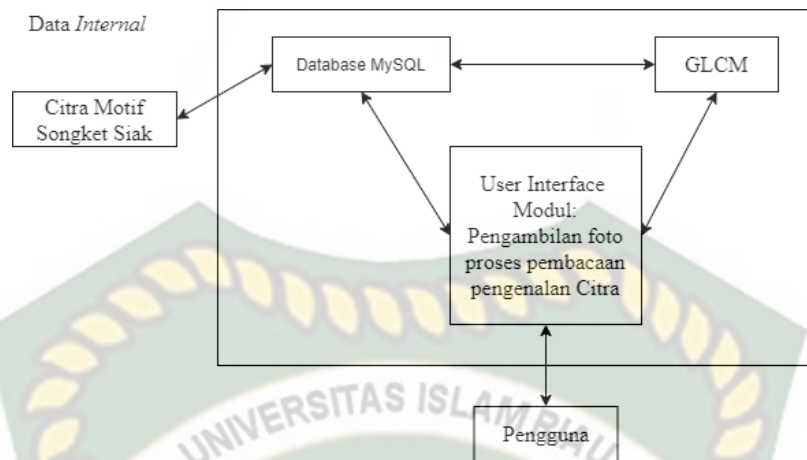 Data Internal
Database MySQL
GLCM
Citra Motif
Songket Siak
User Interface
Modul:
Pengambilan foto
proses pembacaan
pengenalan Citra
UNIVERSITAS ISLAM RIAU
Pengguna